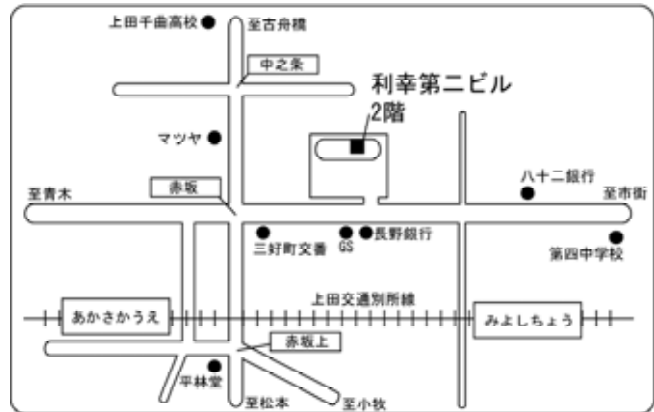 上田千曲高校
至古舟橋
中之条
利幸第二ビル
2階
マツヤ
八十二銀行
至青木
赤坂
至市街
三好町交番
GS
長野銀行
第四中学校
上田交通別所線
あかさかうえ
みよしちょう
赤坂上
平林堂
至松本
至小牧